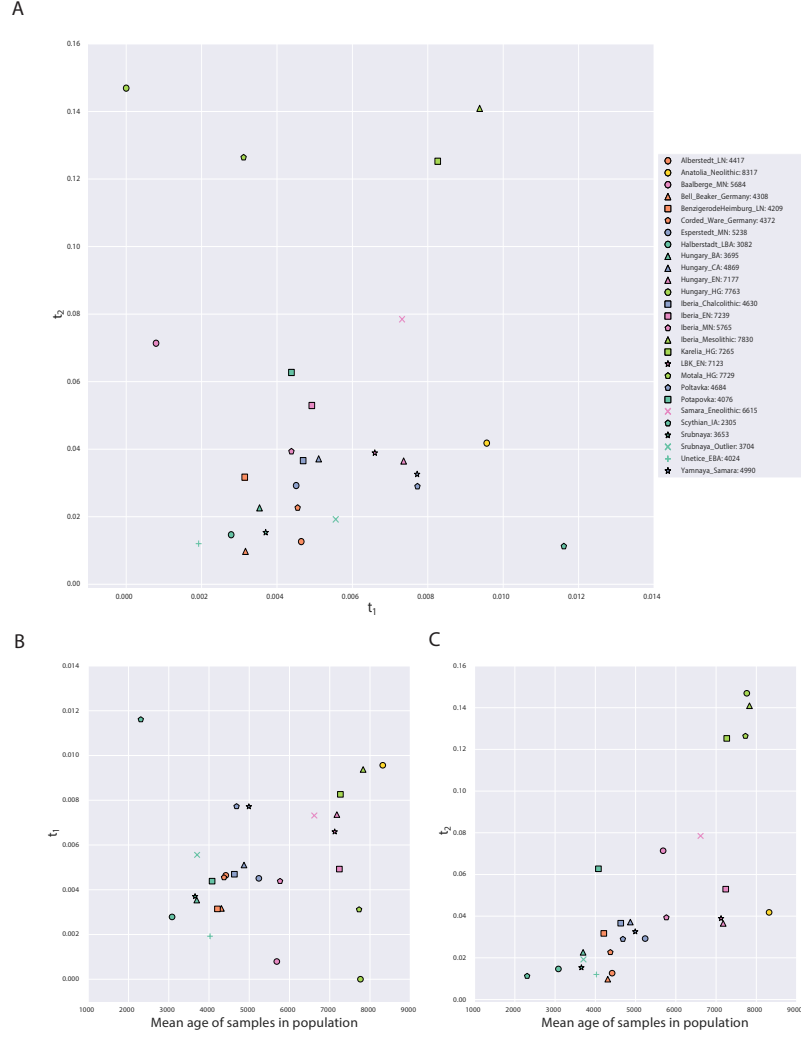 A
0.16
0.14
0.12
0.10
0.08
0.06
0.04
0.02
0.00
t2
0.000
0.002
0.004
0.006
0.008
0.010
0.012
0.014
t1
Alberstedt_LN: 4417
Anatolia_Neolithic: 8317
Baalberge_MN: 5684
Bell_Beaker_Germany: 4308
BenzigerodeHeimburg_LN: 4209
Corded_Ware_Germany: 4372
Esperstedt_MN: 5238
Halberstadt_LBA: 3082
Hungary_BA: 3695
Hungary_CA: 4869
Hungary_EN: 7177
Hungary_HG: 7763
Iberia_Chalcolithic: 4630
Iberia_EN: 7239
Iberia_MN: 5765
Iberia_Mesolithic: 7830
Karelia_HG: 7265
LBK_EN: 7123
Motala_HG: 7729
Poltavka: 4684
Potapovka: 4076
Samara_Eneolithic: 6615
Scythian_IA: 2305
Srubnaya: 3653
Srubnaya_Outlier: 3704
Unetice_EBA: 4024
Yamnaya_Samara: 4990
B
0.014
0.012
0.010
0.008
0.006
0.004
0.002
0.000
t1
1000
2000
3000
4000
5000
6000
7000
8000
9000
Mean age of samples in population
C
0.16
0.14
0.12
0.10
0.08
0.06
0.04
0.02
0.00
t2
1000
2000
3000
4000
5000
6000
7000
8000
9000
Mean age of samples in population